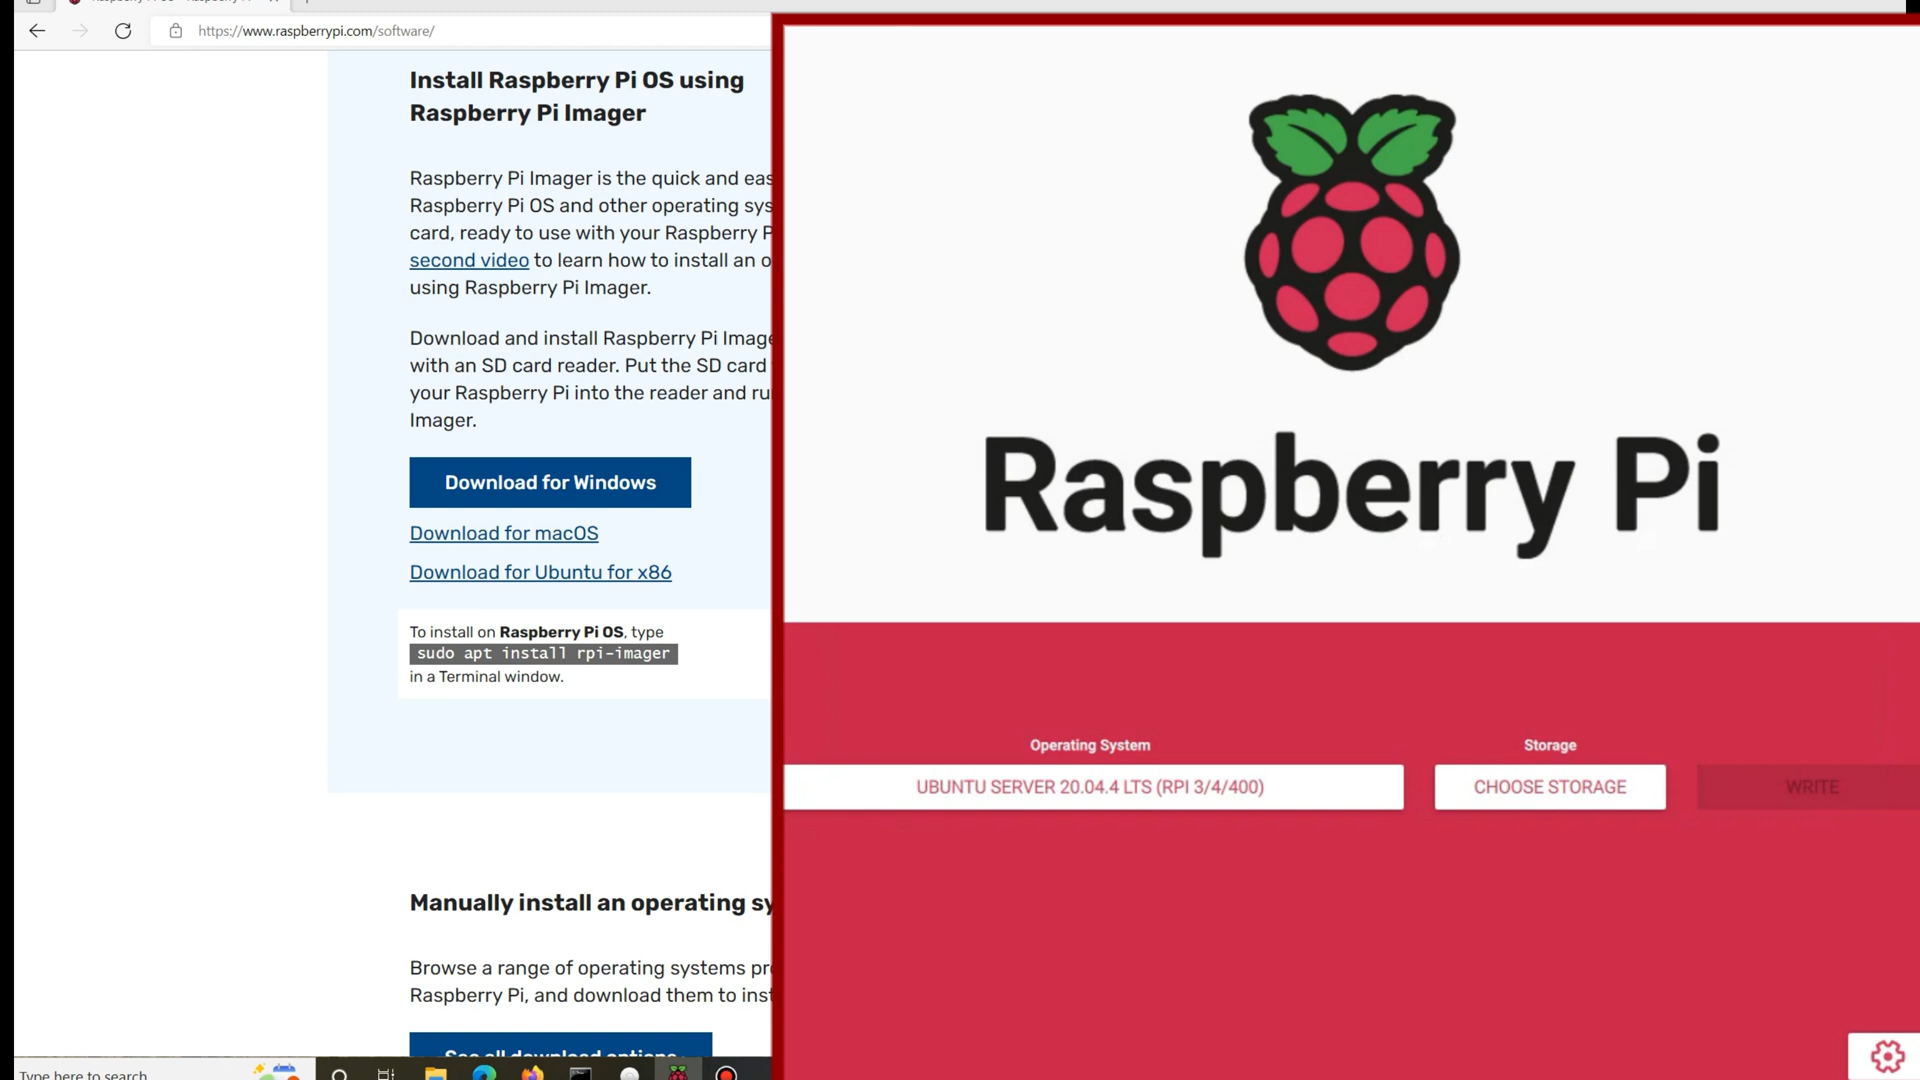 https://www.raspberrypi.com/software/
Install Raspberry Pi OS using
Raspberry Pi Imager
Raspberry Pi Imager is the quick and eas
Raspberry Pi OS and other operating sys
card, ready to use with your Raspberry P
second video to learn how to install an o
using Raspberry Pi Imager.
Download and install Raspberry Pi Image
with an SD card reader. Put the SD card
your Raspberry Pi into the reader and ru
Imager.
Download for Windows
Download for macOS
Download for Ubuntu for x86
To install on Raspberry Pi OS, type
sudo apt install rpi-imager
in a Terminal window.
Manually install an operating sy
Browse a range of operating systems pr
Raspberry Pi, and download them to inst
See all download options
Type here to search
Raspberry Pi
Operating System
UBUNTU SERVER 20.04.4 LTS (RPI 3/4/400)
Storage
CHOOSE STORAGE
WRITE